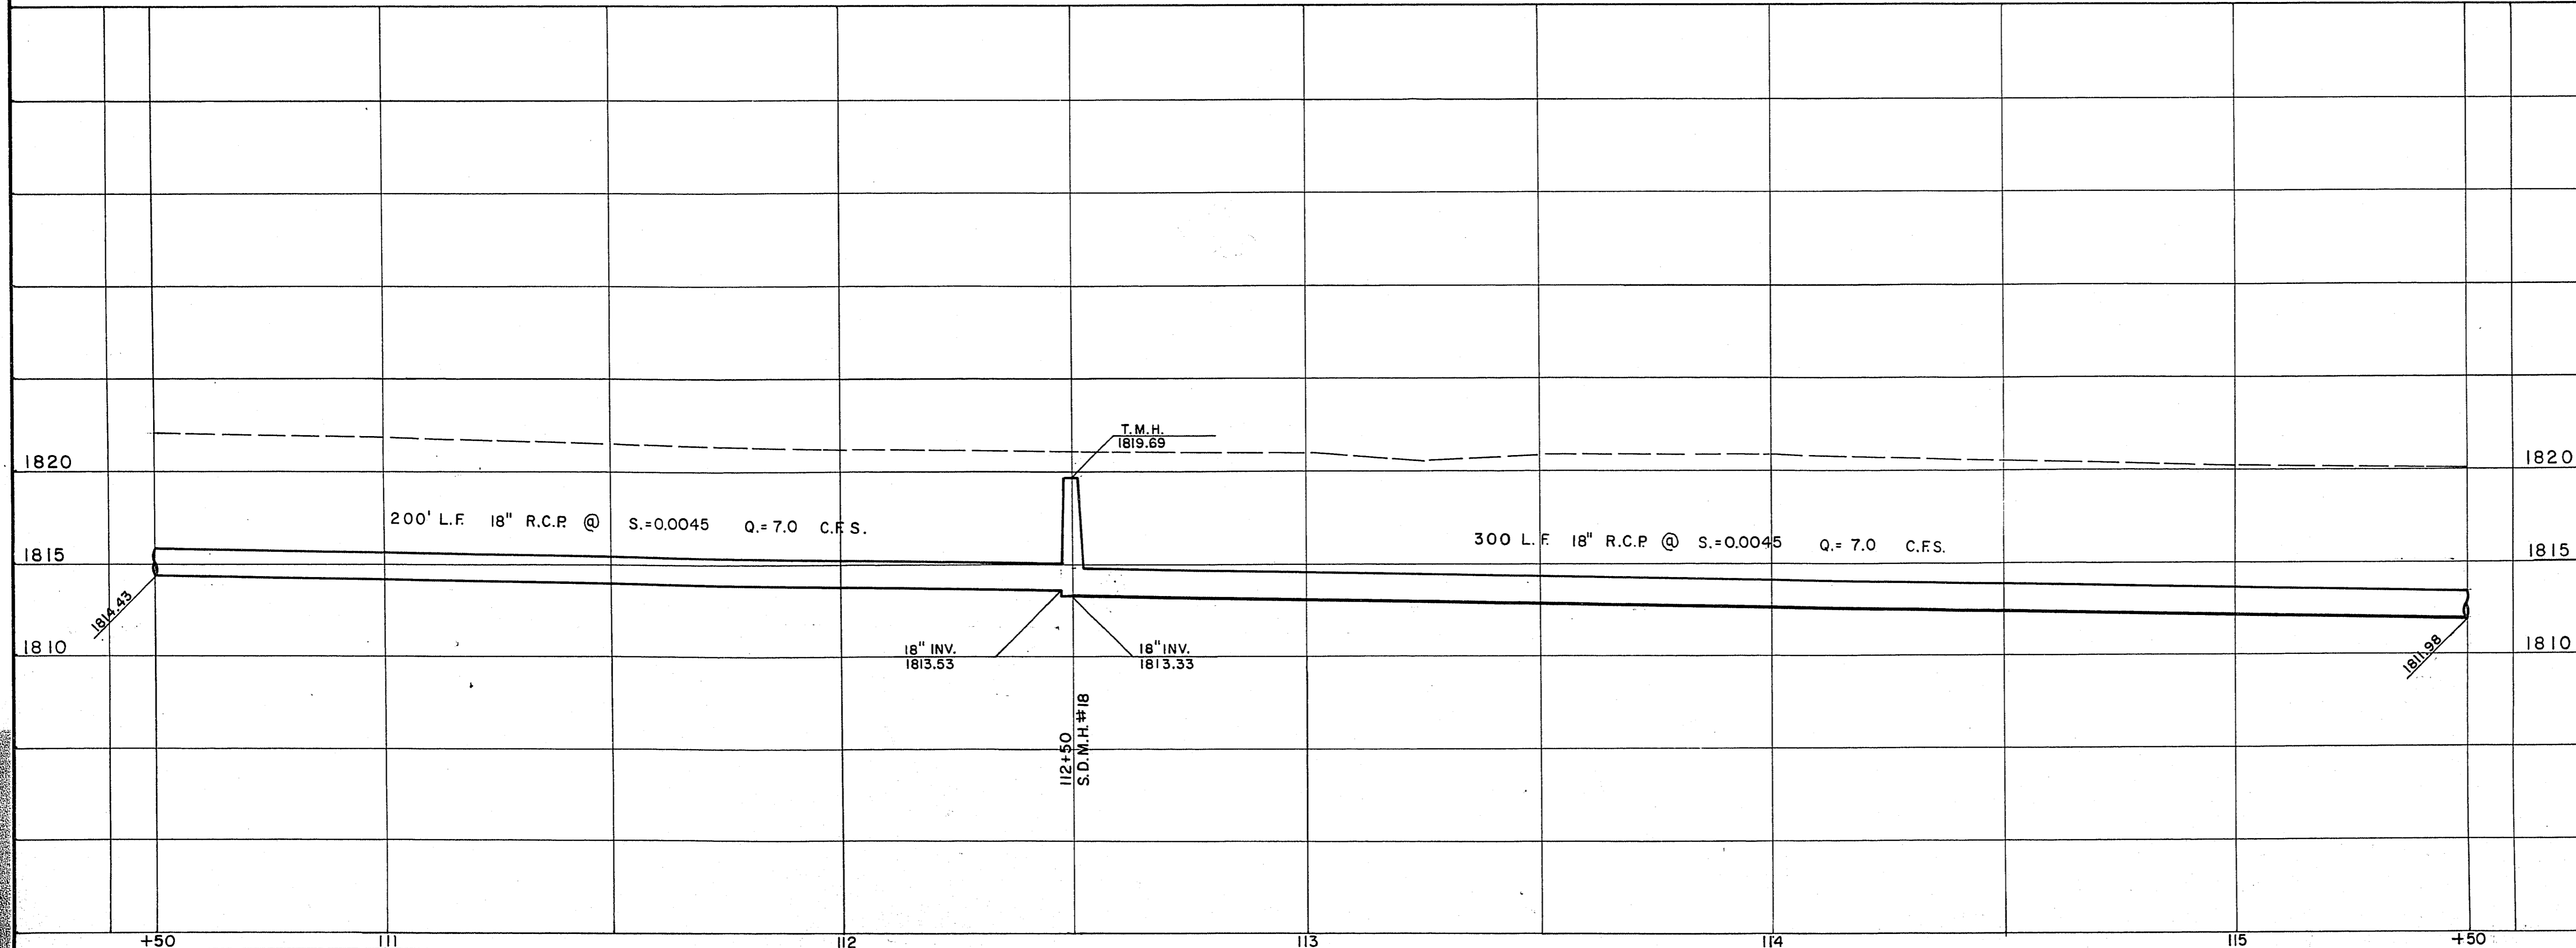 T.M.H.
1819.69
1820
1820
200' L.F. 18" R.C.P. @ S.=0.0045 Q.= 7.0 C.F.S.
300 L.F. 18" R.C.P. @ S.=0.0045 Q.= 7.0 C.F.S.
1815
1815
1814.43
18" INV.
1813.53
18" INV.
1813.33
1811.98
1810
1810
112+50
S.D.M.H.#18
+50 111 112 113 114 115 +50